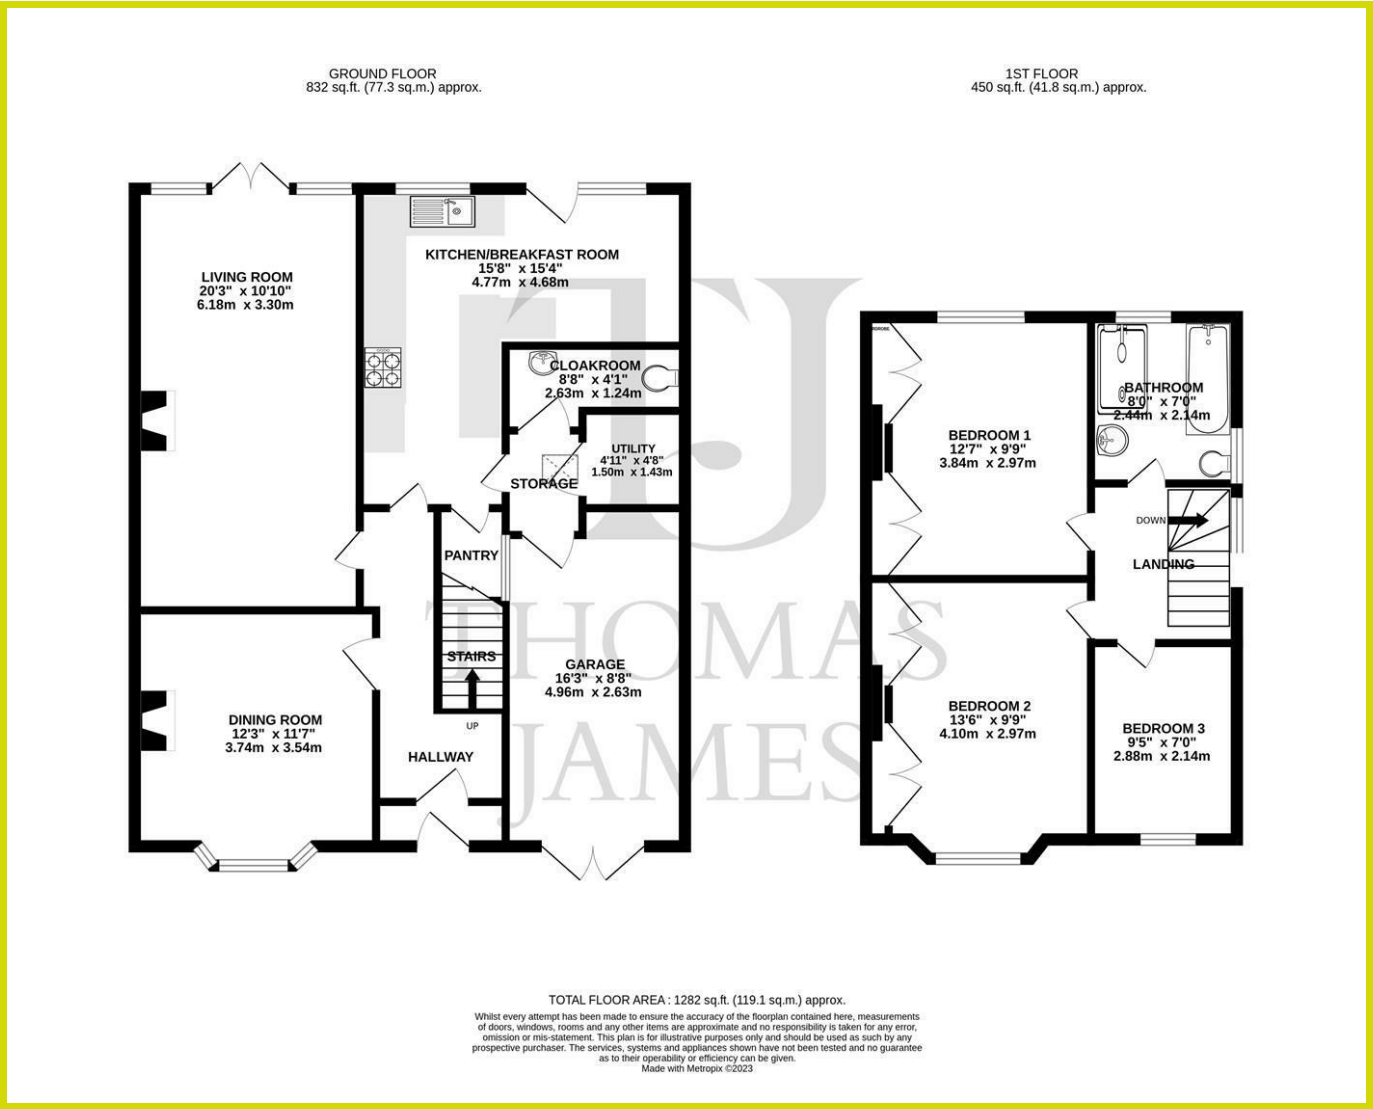 GROUND FLOOR
832 sq.ft. (77.3 sq.m.) approx.
1ST FLOOR
450 sq.ft. (41.8 sq.m.) approx.
LIVING ROOM
20'3" x 10'10"
6.18m x 3.30m
KITCHEN/BREAKFAST ROOM
15'8" x 15'4"
4.77m x 4.68m
CLOAKROOM
8'8" x 4'1"
2.63m x 1.24m
UTILITY
4'11" x 4'8"
1.50m x 1.43m
STORAGE
PANTRY
STAIRS
UP
HALLWAY
GARAGE
16'3" x 8'8"
4.96m x 2.63m
DINING ROOM
12'3" x 11'7"
3.74m x 3.54m
BEDROOM 1
12'7" x 9'9"
3.84m x 2.97m
BATHROOM
8'0" x 7'0"
2.44m x 2.14m
DOWN
LANDING
BEDROOM 2
13'6" x 9'9"
4.10m x 2.97m
BEDROOM 3
9'5" x 7'0"
2.88m x 2.14m
TJ
THOMAS
JAMES
TOTAL FLOOR AREA : 1282 sq.ft. (119.1 sq.m.) approx.
Whilst every attempt has been made to ensure the accuracy of the floorplan contained here, measurements
of doors, windows, rooms and any other items are approximate and no responsibility is taken for any error,
omission or mis-statement. This plan is for illustrative purposes only and should be used as such by any
prospective purchaser. The services, systems and appliances shown have not been tested and no guarantee
as to their operability or efficiency can be given.
Made with Metropix ©2023